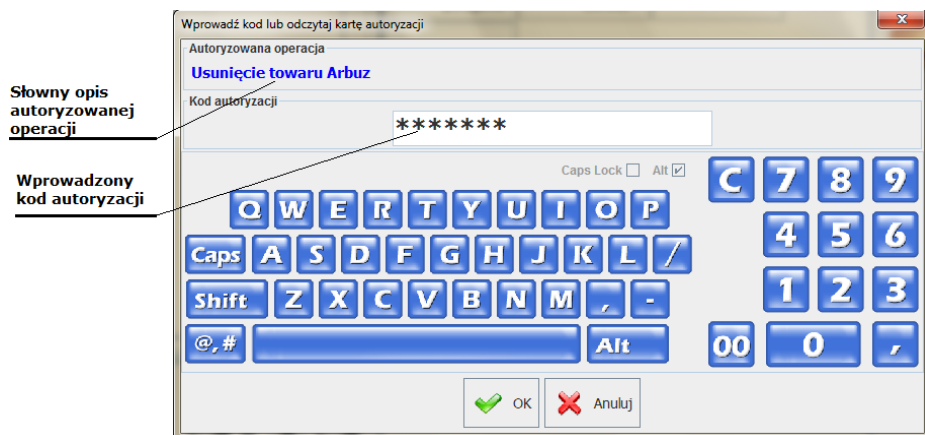 Wprowadź kod lub odczytaj kartę autoryzacji
Autoryzowana operacja
Usunięcie towaru Arbuz
Słowny opis
autoryzowanej
operacji
Kod autoryzacji
*******
Wprowadzony
kod autoryzacji
Caps Lock Alt
C 7 8 9
Q W E R T Y U I O P
4 5 6
Caps A S D F G H J K L /
1 2 3
Shift Z X C V B N M , -
@,# Alt 00 0 ,
OK Anuluj